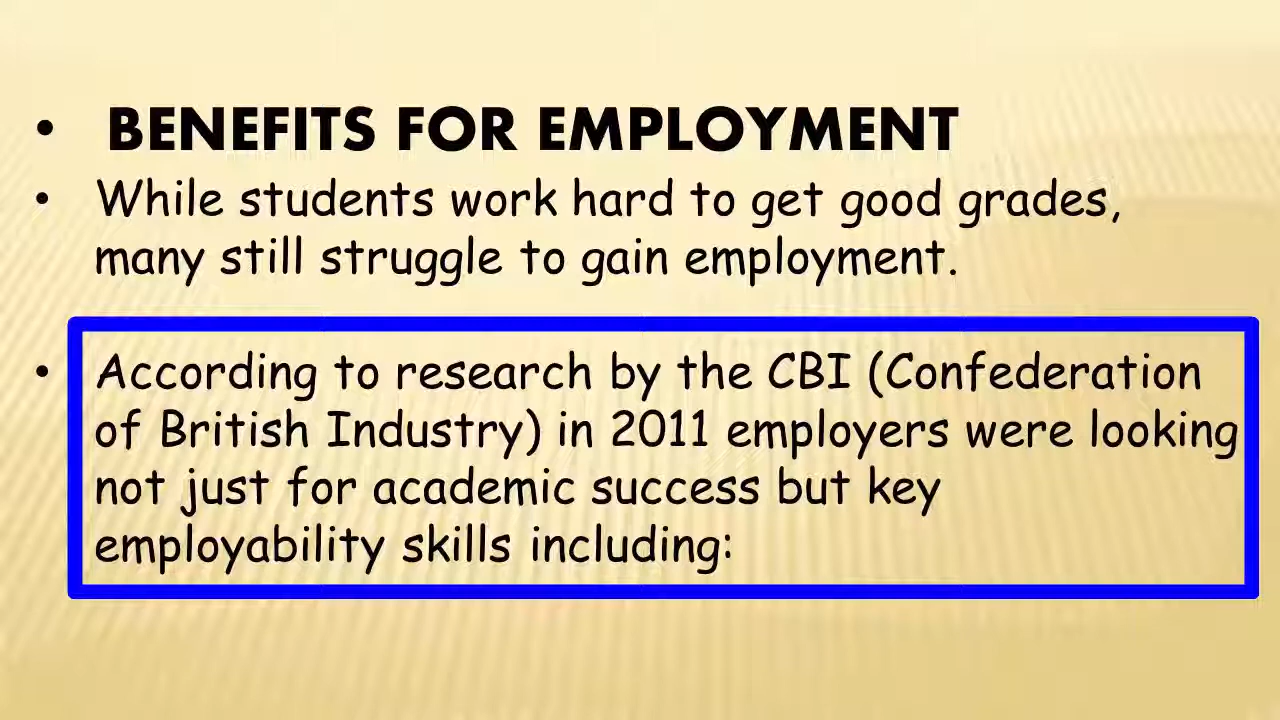 • BENEFITS FOR EMPLOYMENT
• While students work hard to get good grades,
many still struggle to gain employment.
• According to research by the CBI (Confederation
of British Industry) in 2011 employers were looking
not just for academic success but key
employability skills including: